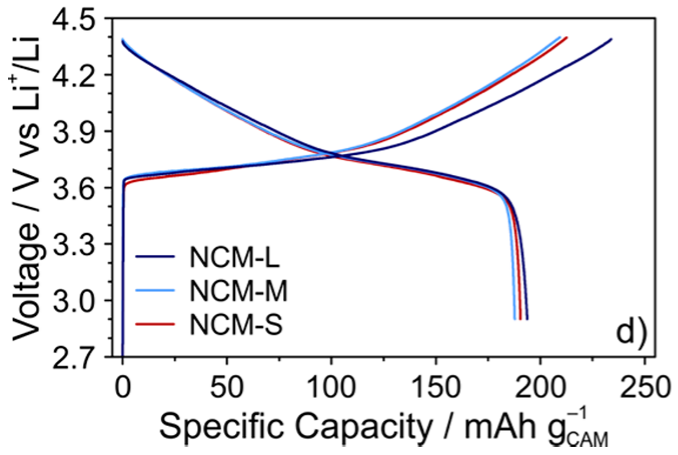 4.5
4.2
3.9
3.6
3.3
3.0
2.7
Voltage / V vs Li⁺/Li
NCM-L
NCM-M
NCM-S
d)
0 50 100 150 200 250
Specific Capacity / mAh g⁻¹CAM